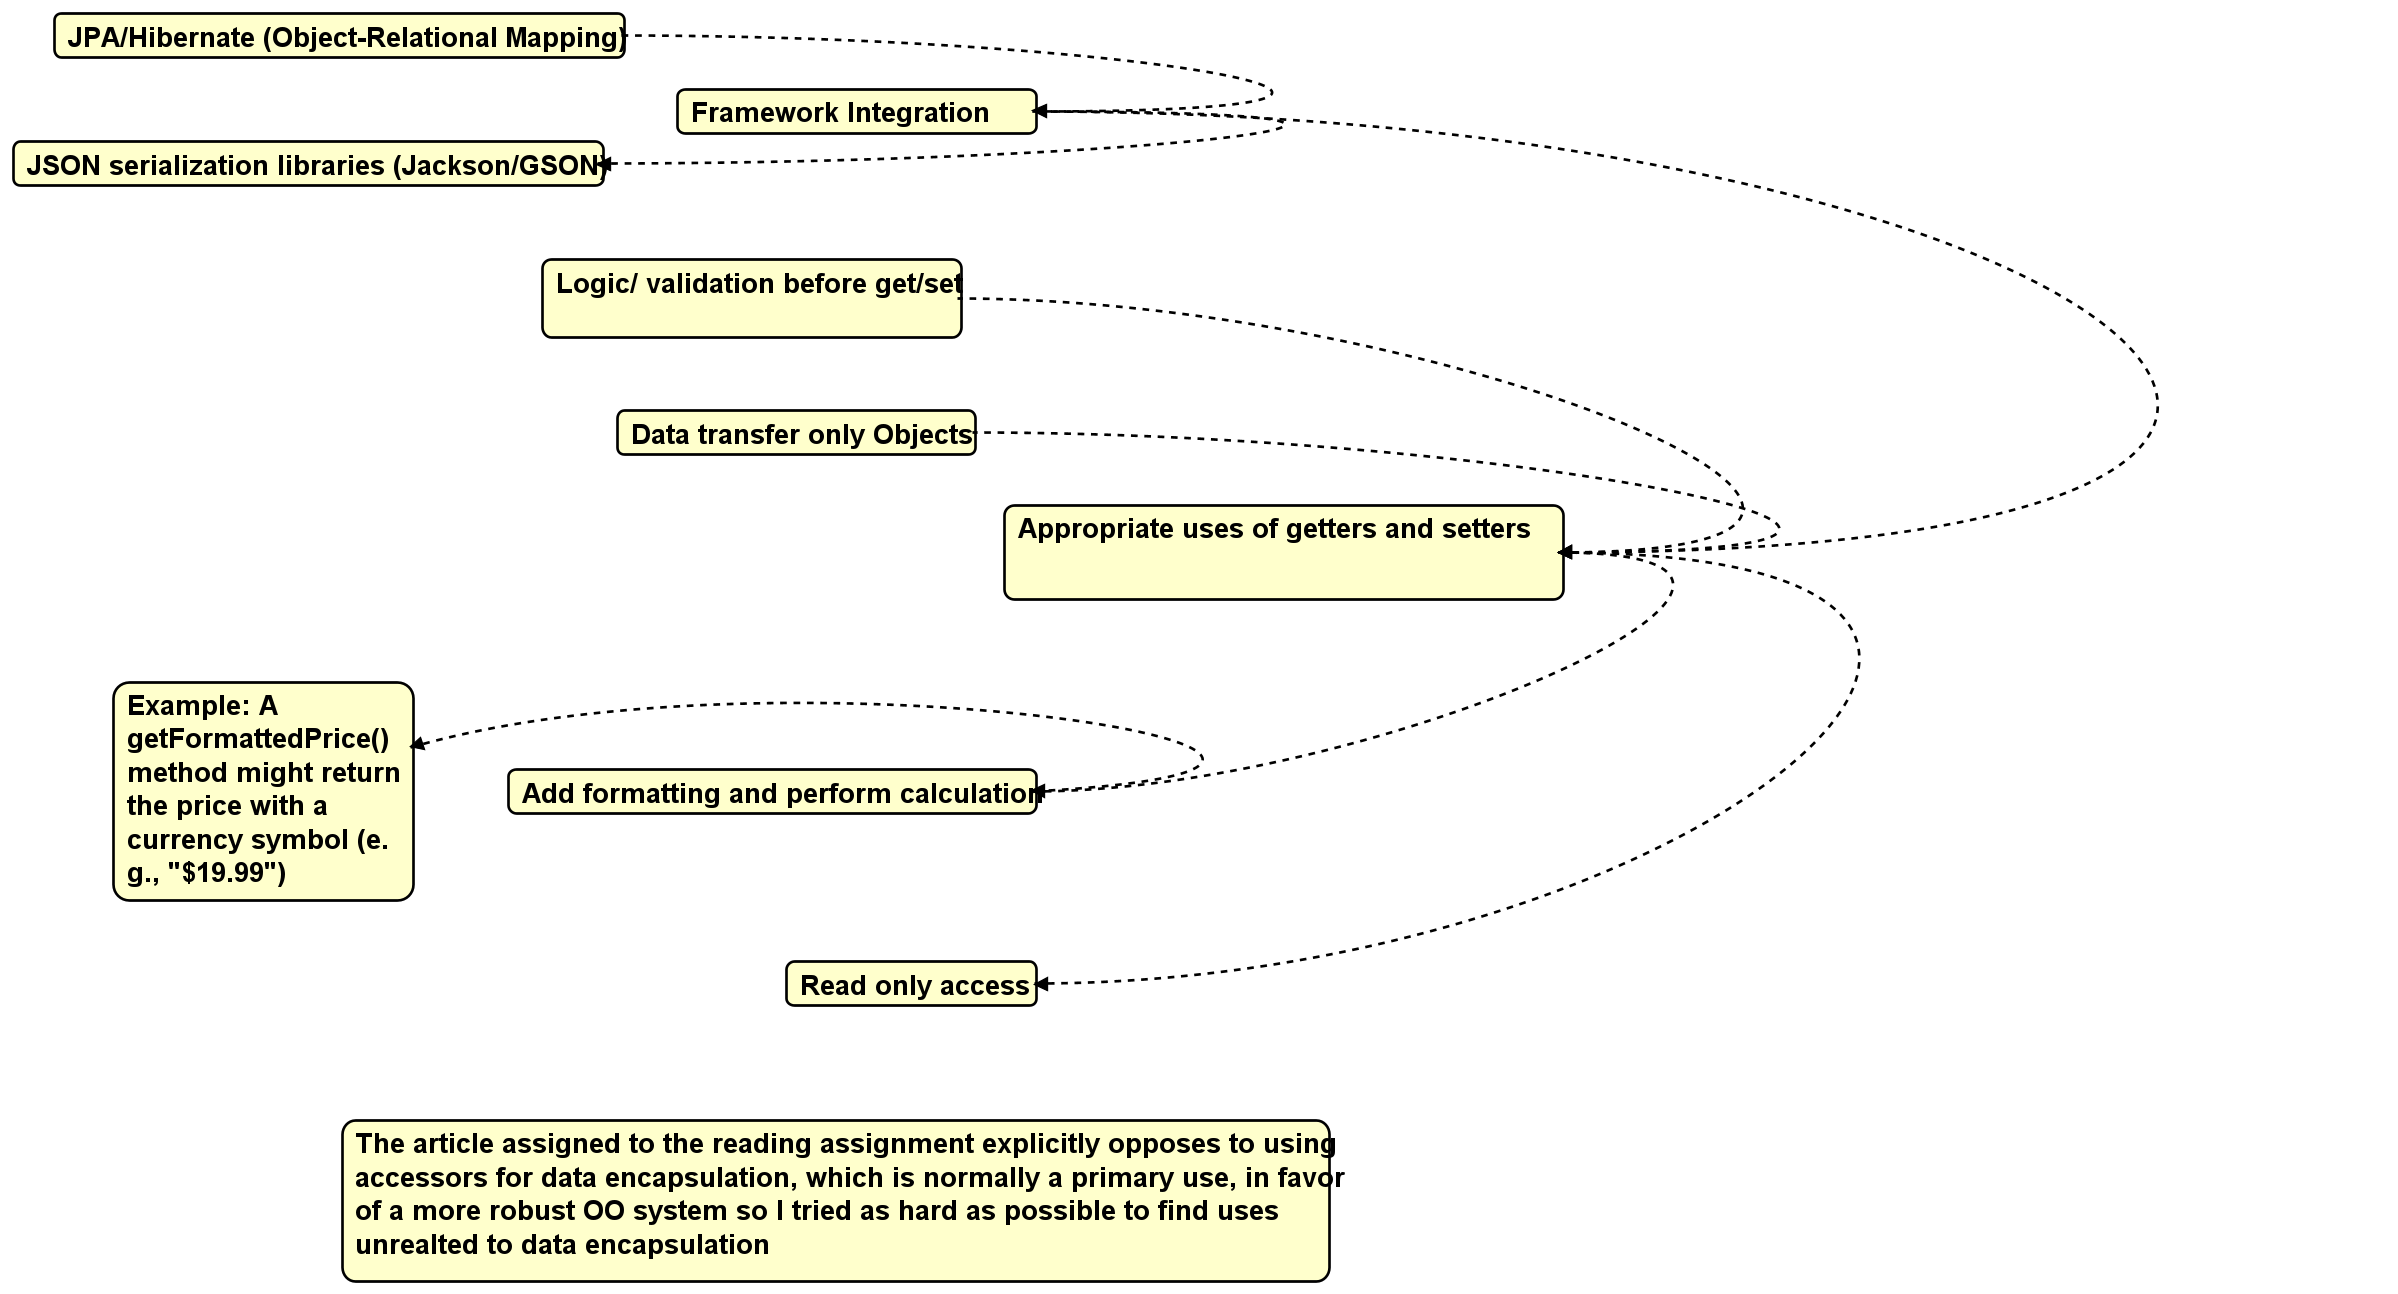 JPA/Hibernate (Object-Relational Mapping)
Framework Integration
JSON serialization libraries (Jackson/GSON)
Logic/ validation before get/set
Data transfer only Objects
Appropriate uses of getters and setters
Example: A
getFormattedPrice()
method might return
the price with a
currency symbol (e.
g., "$19.99")
Add formatting and perform calculation
Read only access
The article assigned to the reading assignment explicitly opposes to using
accessors for data encapsulation, which is normally a primary use, in favor
of a more robust OO system so I tried as hard as possible to find uses
unrealted to data encapsulation